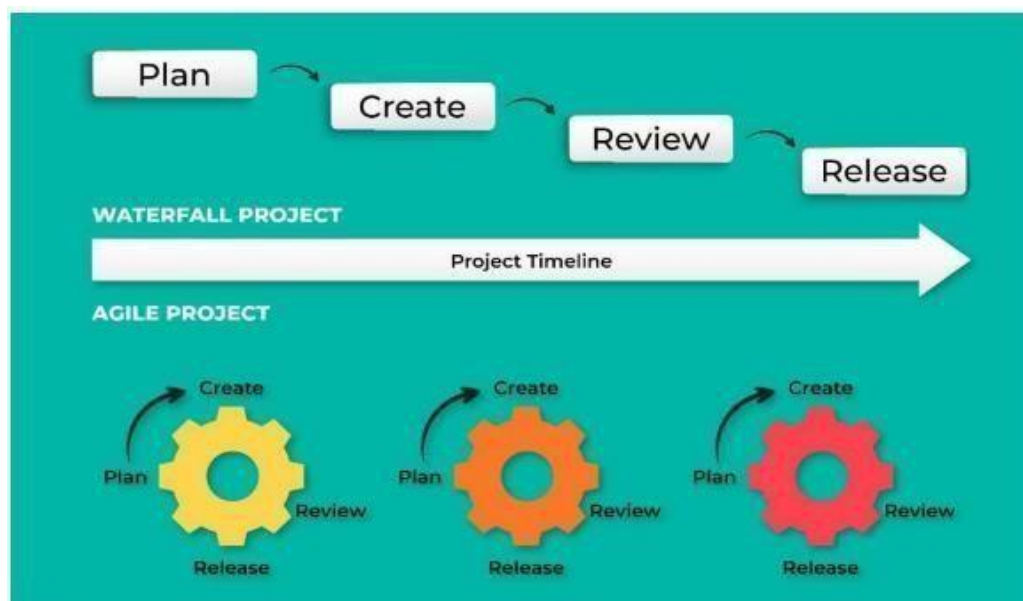 Plan
Create
Review
Release
WATERFALL PROJECT
Project Timeline
AGILE PROJECT
Create
Plan
Review
Release
Create
Plan
Review
Release
Create
Plan
Review
Release